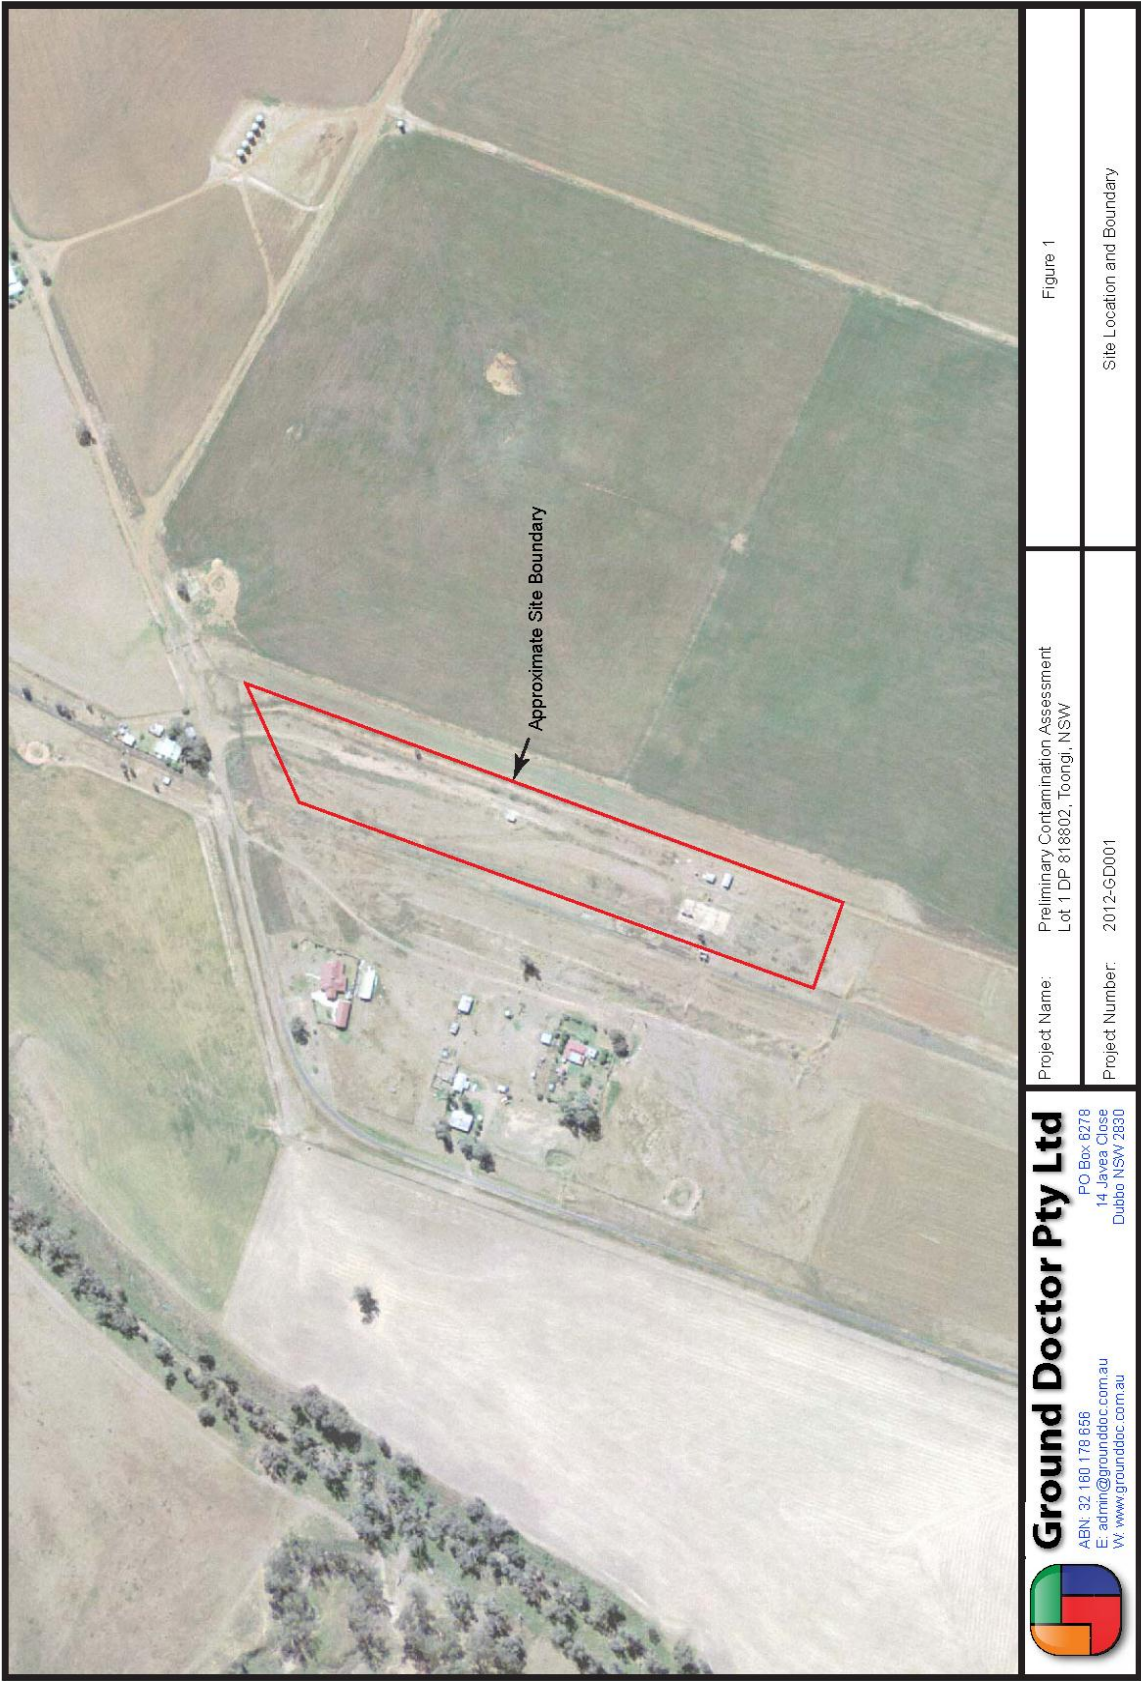 Approximate Site Boundary
Ground Doctor Pty Ltd
ABN: 32 160 178 656
E: admin@grounddoc.com.au
W: www.grounddoc.com.au
PO Box 6278
14 Javea Close
Dubbo NSW 2830
Project Name: Preliminary Contamination Assessment
Lot 1 DP 818802, Toongi, NSW
Project Number: 2012-GD001
Figure 1
Site Location and Boundary